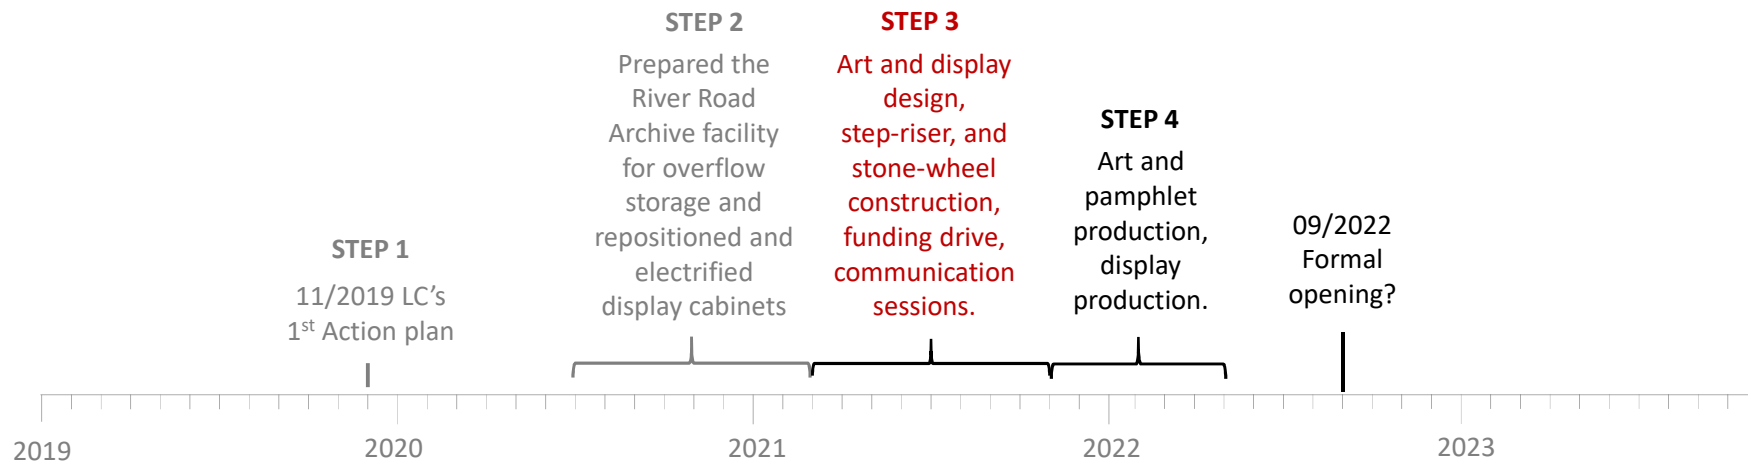 STEP 1
11/2019 LC’s
1st Action plan
STEP 2
Prepared the
River Road
Archive facility
for overflow
storage and
repositioned and
electrified
display cabinets
STEP 3
Art and display
design,
step-riser, and
stone-wheel
construction,
funding drive,
communication
sessions.
STEP 4
Art and
pamphlet
production,
display
production.
09/2022
Formal
opening?
2019
2020
2021
2022
2023